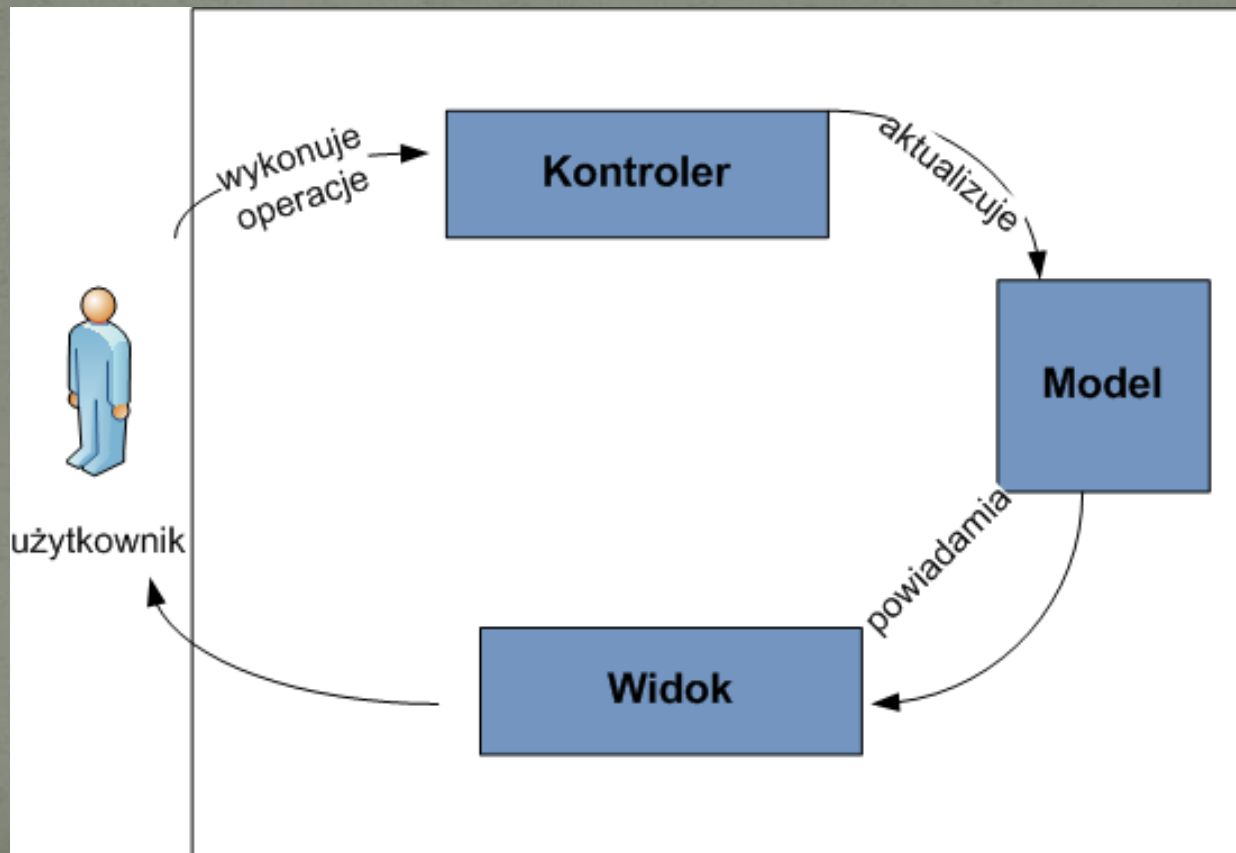 wykonuje
operacje
Kontroler
aktualizuje
Model
użytkownik
powiadamia
Widok